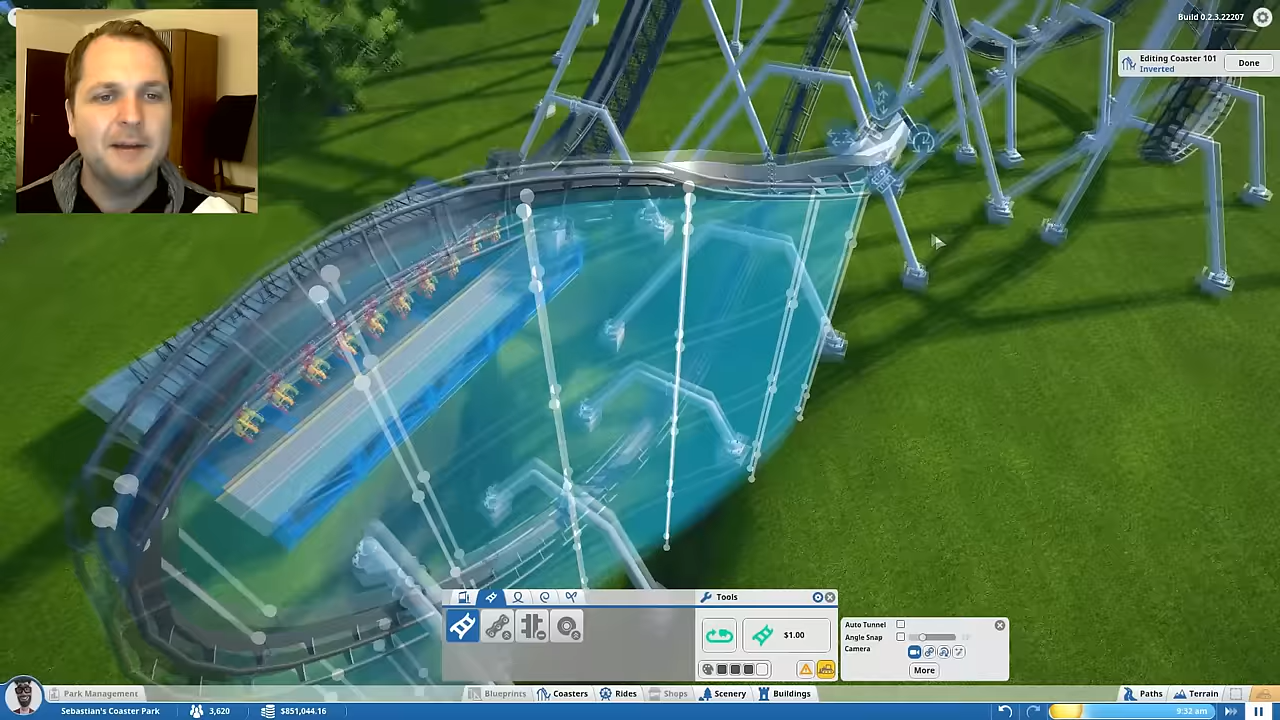 Build 0.2.3.22207
Editing Coaster 101
Inverted
Done
Tools
$1.00
Auto Tunnel
Angle Snap
Camera
More
Park Management
Blueprints
Coasters
Rides
Shops
Scenery
Buildings
Paths
Terrain
Sebastian's Coaster Park
3,620
$851,044.16
9:32 am